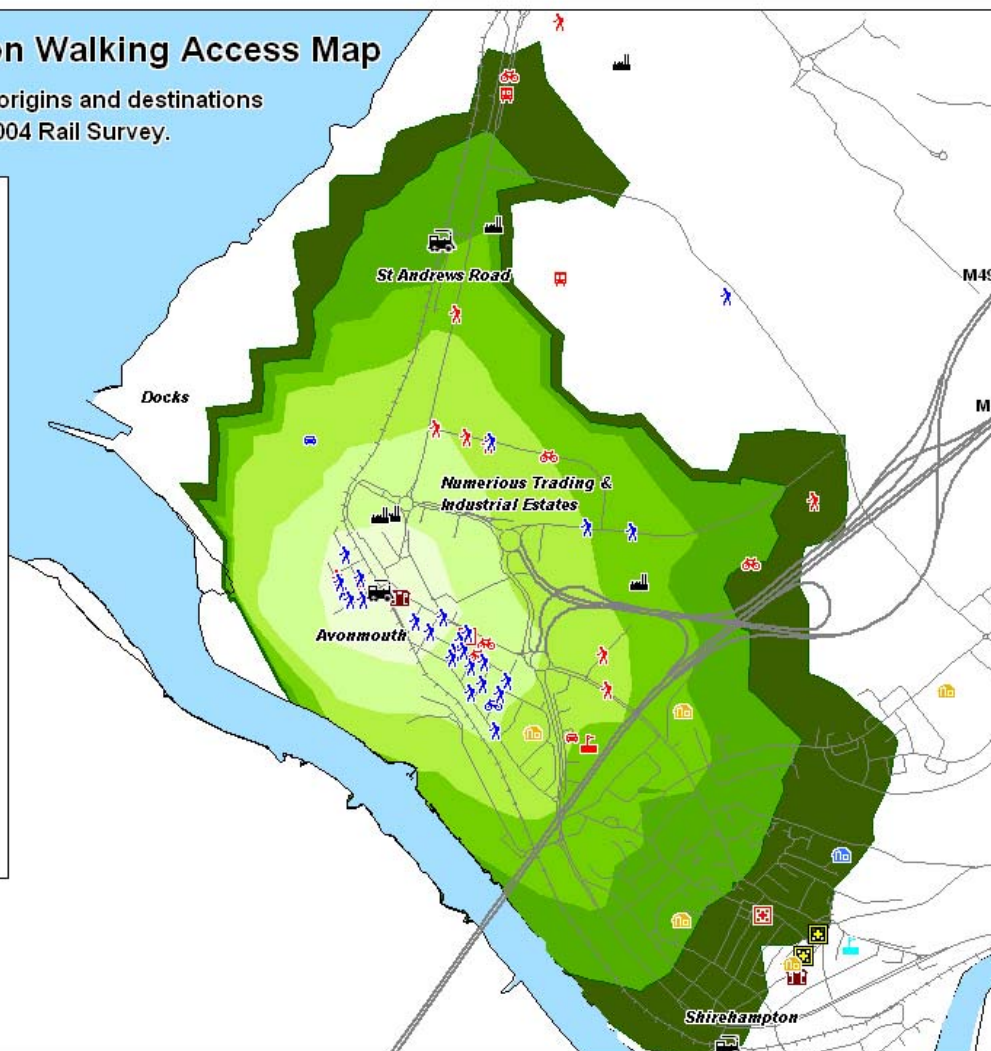 on Walking Access Map
origins and destinations
004 Rail Survey.
St Andrews Road
M49
Docks
M
Numerious Trading &
Industrial Estates
Avonmouth
Shirehampton